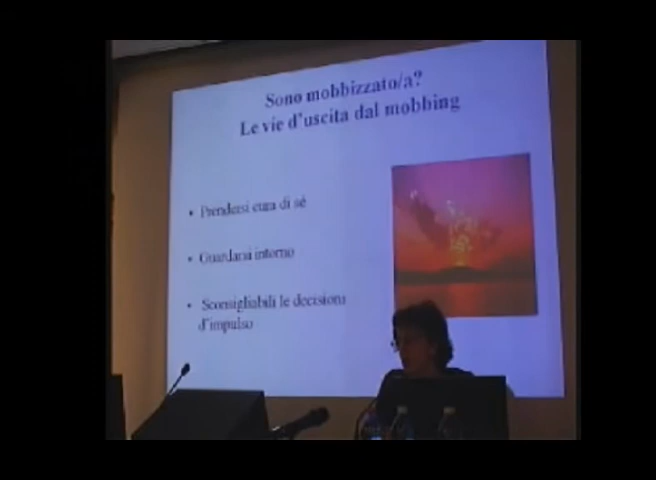 Sono mobbizzato/a?
Le vie d'uscita dal mobbing
• Prendersi cura di sé
• Guardarsi intorno
• Sconsigliabili le decisioni
d'impulso